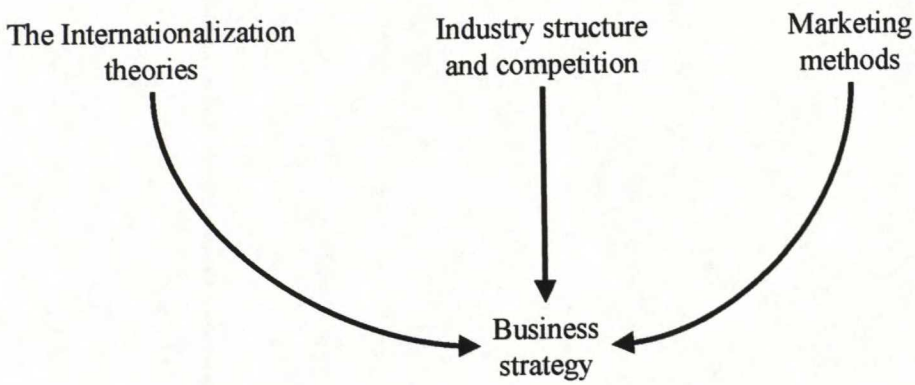 The Internationalization
theories
Industry structure
and competition
Marketing
methods
Business
strategy